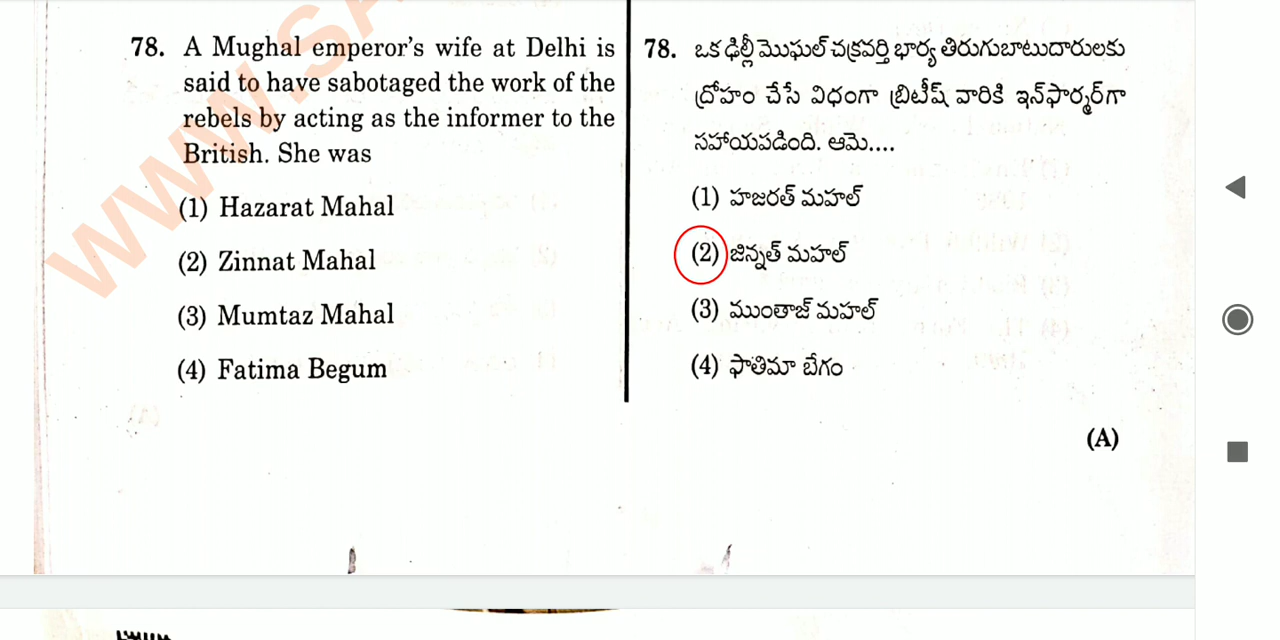 78. A Mughal emperor's wife at Delhi is
said to have sabotaged the work of the
rebels by acting as the informer to the
British. She was
(1) Hazarat Mahal
(2) Zinnat Mahal
(3) Mumtaz Mahal
(4) Fatima Begum
78. ఒక ఢిల్లీ మొఘల్ చక్రవర్తి భార్య తిరుగుబాటుదారులకు
ద్రోహం చేసే విధంగా బ్రిటీష్ వారికి ఇన్‌ఫార్మర్‌గా
సహాయపడింది. ఆమె....
(1) హజరత్ మహల్
(2) జిన్నత్ మహల్
(3) ముంతాజ్ మహల్
(4) ఫాతిమా బేగం
(A)
WWW.SA